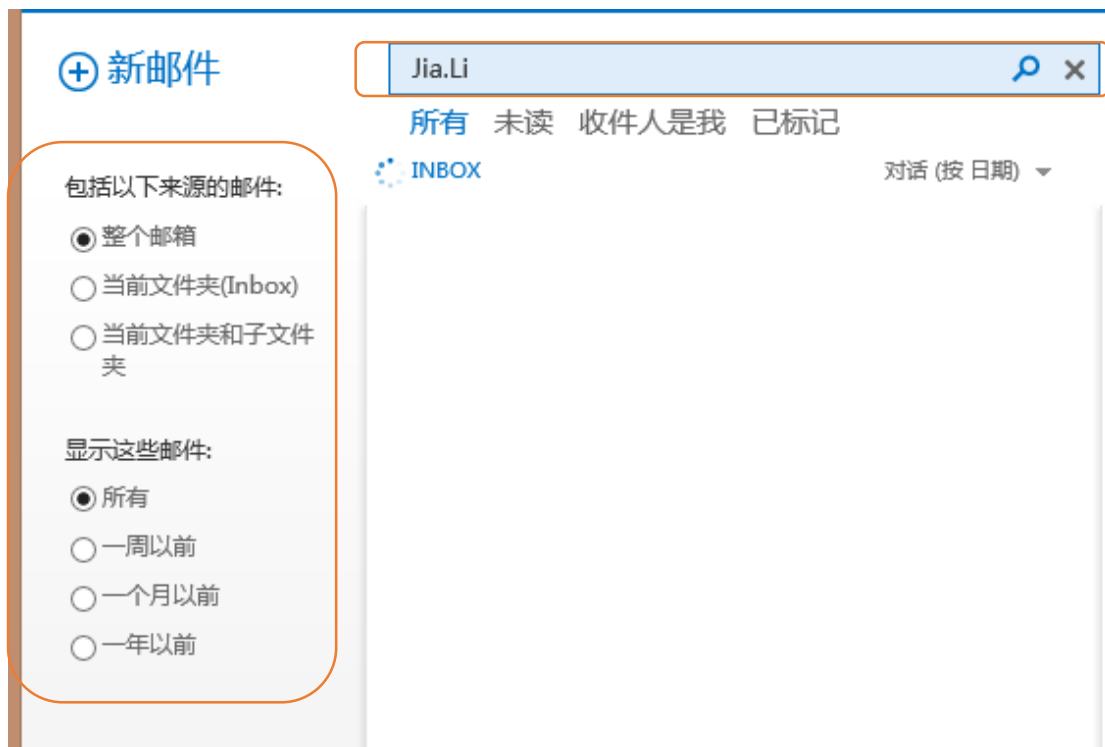 新邮件
Jia.Li
所有 未读 收件人是我 已标记
INBOX 对话 (按 日期)
包括以下来源的邮件:
整个邮箱
当前文件夹(Inbox)
当前文件夹和子文件
夹
显示这些邮件:
所有
一周以前
一个月以前
一年以前